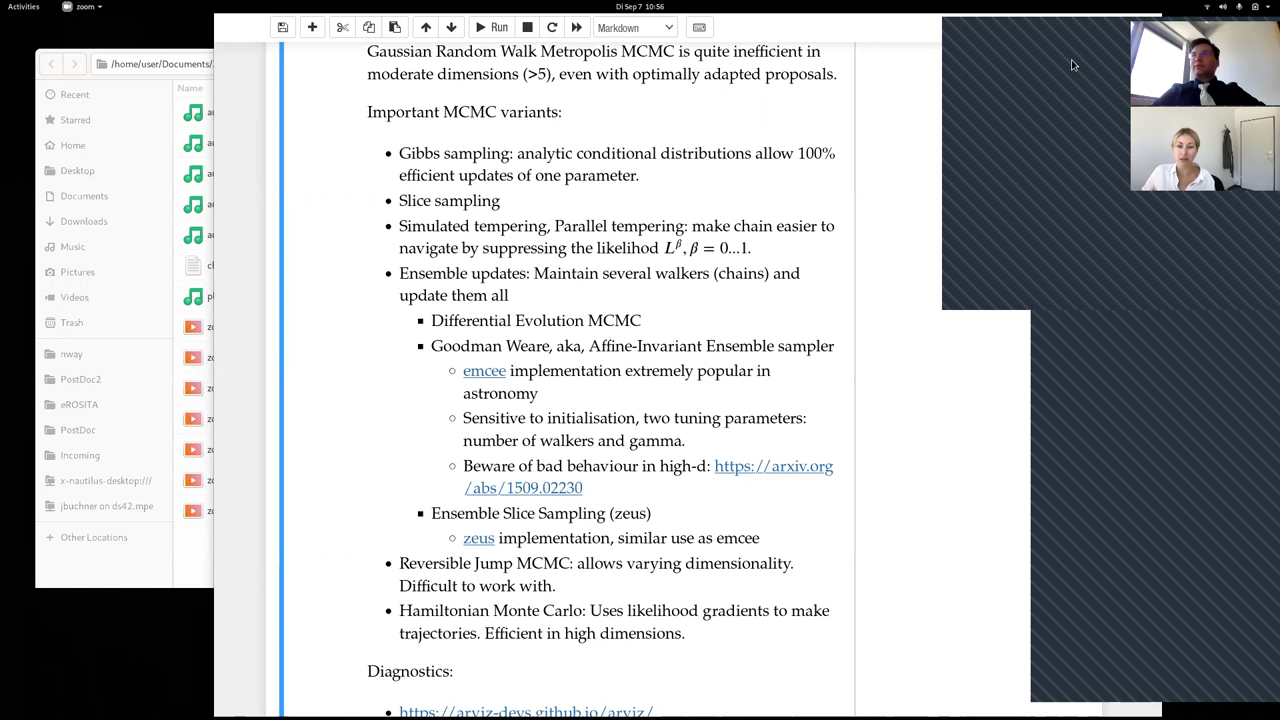 Activities
zoom
Di Sep 7 10:56
Run
Markdown
/home/user/Documents/
Name
Recent
Starred
Home
Desktop
Documents
Downloads
Music
Pictures
Videos
Trash
nway
PostDoc2
eROSITA
PostDoc
Incoming
x-nautilus-desktop:///
jbuchner on ds42.mpe
Other Locations
Gaussian Random Walk Metropolis MCMC is quite inefficient in
moderate dimensions (>5), even with optimally adapted proposals.
Important MCMC variants:
Gibbs sampling: analytic conditional distributions allow 100%
efficient updates of one parameter.
Slice sampling
Simulated tempering, Parallel tempering: make chain easier to
navigate by suppressing the likelihod L^β, β = 0...1.
Ensemble updates: Maintain several walkers (chains) and
update them all
Differential Evolution MCMC
Goodman Weare, aka, Affine-Invariant Ensemble sampler
emcee implementation extremely popular in
astronomy
Sensitive to initialisation, two tuning parameters:
number of walkers and gamma.
Beware of bad behaviour in high-d: https://arxiv.org
/abs/1509.02230
Ensemble Slice Sampling (zeus)
zeus implementation, similar use as emcee
Reversible Jump MCMC: allows varying dimensionality.
Difficult to work with.
Hamiltonian Monte Carlo: Uses likelihood gradients to make
trajectories. Efficient in high dimensions.
Diagnostics:
https://arviz-devs.github.io/arviz/